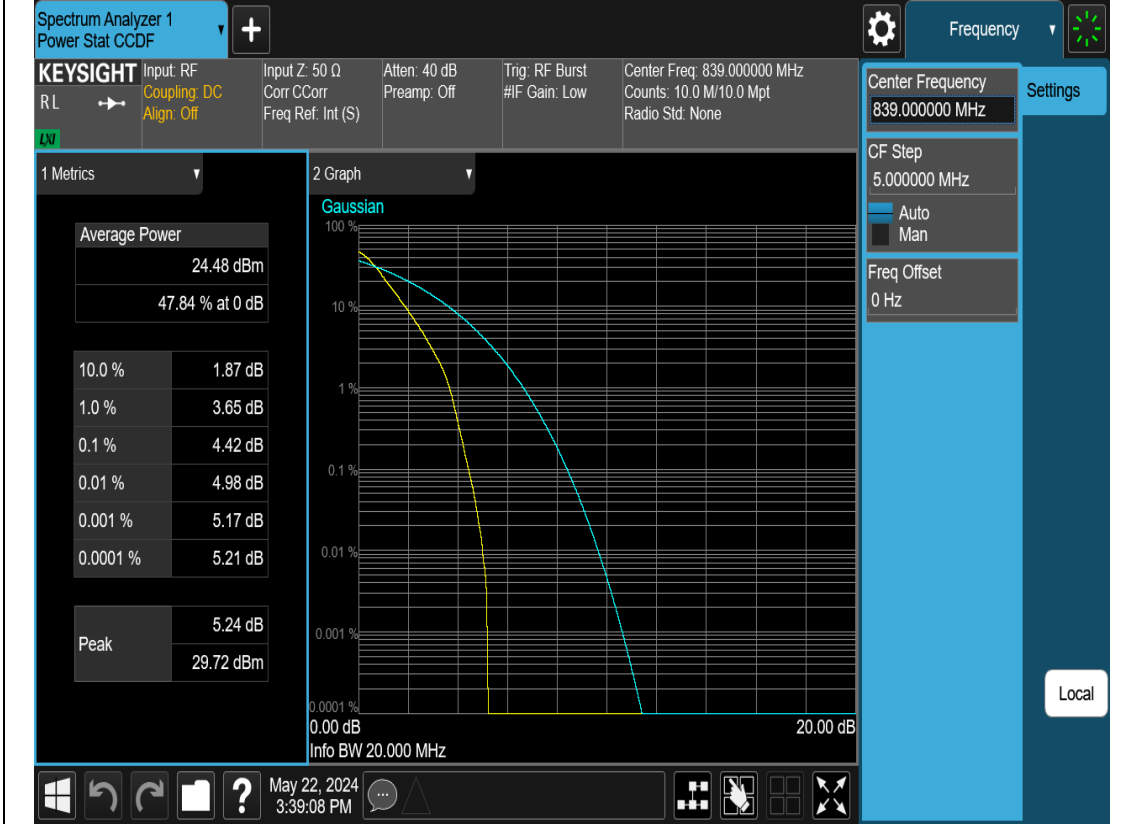 Spectrum Analyzer 1
Power Stat CCDF
Frequency
KEYSIGHT
RL
LXI
Input: RF
Coupling: DC
Align: Off
Input Z: 50 Ω
Corr CCorr
Freq Ref: Int (S)
Atten: 40 dB
Preamp: Off
Trig: RF Burst
#IF Gain: Low
Center Freq: 839.000000 MHz
Counts: 10.0 M/10.0 Mpt
Radio Std: None
Center Frequency
839.000000 MHz
Settings
CF Step
5.000000 MHz
Auto
Man
Freq Offset
0 Hz
1 Metrics
Average Power
24.48 dBm
47.84 % at 0 dB
10.0 % 1.87 dB
1.0 % 3.65 dB
0.1 % 4.42 dB
0.01 % 4.98 dB
0.001 % 5.17 dB
0.0001 % 5.21 dB
Peak
5.24 dB
29.72 dBm
2 Graph
Gaussian
100 %
10 %
1 %
0.1 %
0.01 %
0.001 %
0.0001 %
0.00 dB 20.00 dB
Info BW 20.000 MHz
Local
?
May 22, 2024
3:39:08 PM